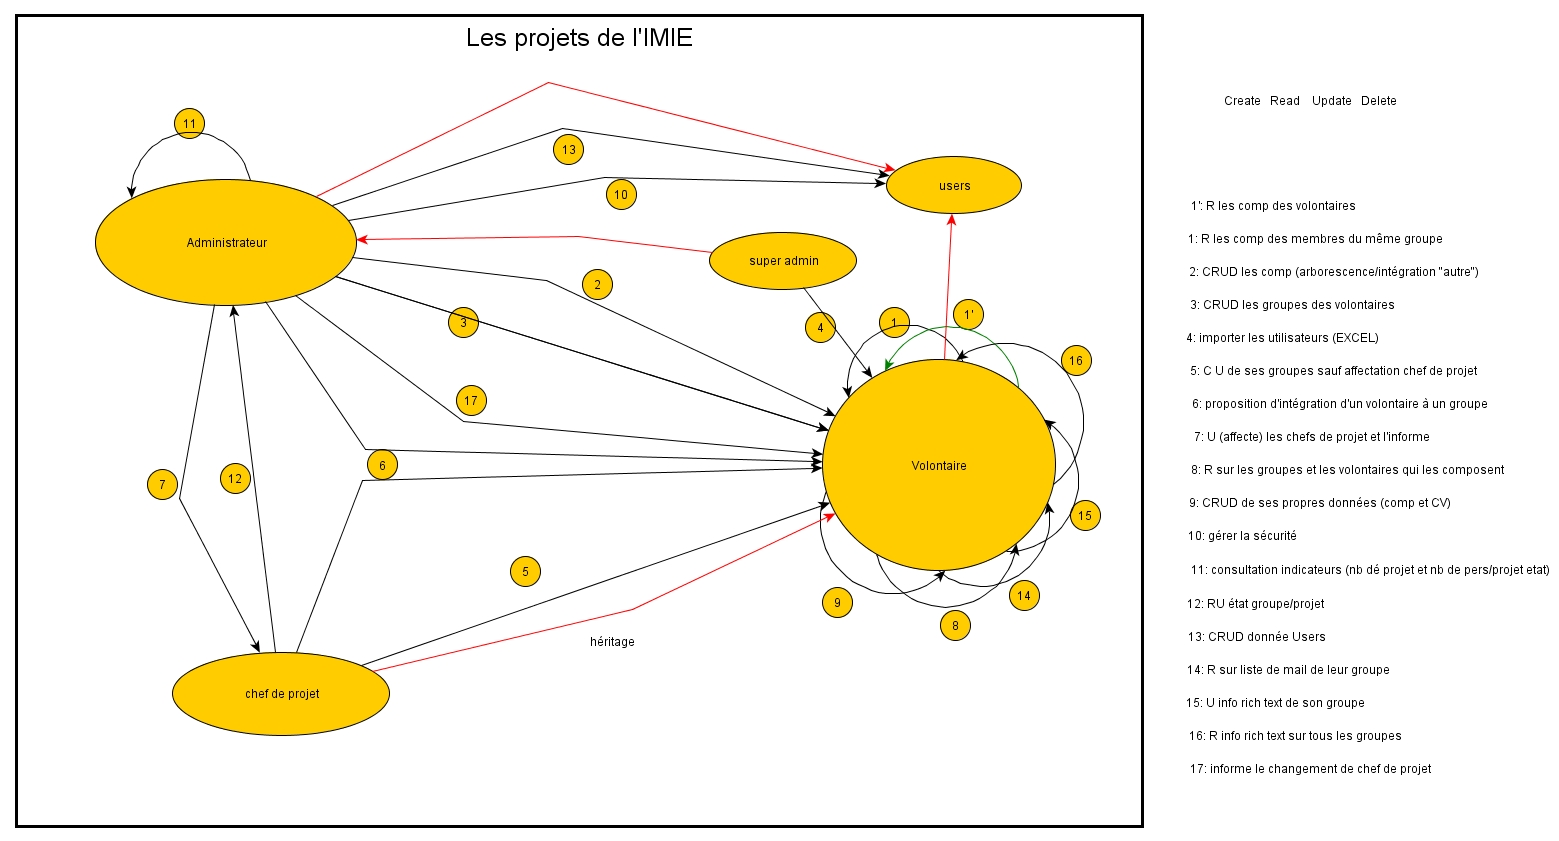 Les projets de l'IMIE
Create Read Update Delete
11
13
users
10
1': R les comp des volontaires
Administrateur
1: R les comp des membres du même groupe
super admin
2: CRUD les comp (arborescence/intégration "autre")
2
3: CRUD les groupes des volontaires
3
4
1
1'
4: importer les utilisateurs (EXCEL)
16
5: C U de ses groupes sauf affectation chef de projet
17
6: proposition d'intégration d'un volontaire à un groupe
7: U (affecte) les chefs de projet et l'informe
6
Volontaire
8: R sur les groupes et les volontaires qui les composent
7
12
9: CRUD de ses propres données (comp et CV)
15
10: gérer la sécurité
5
11: consultation indicateurs (nb dé projet et nb de pers/projet etat)
9
14
12: RU état groupe/projet
8
13: CRUD donnée Users
héritage
14: R sur liste de mail de leur groupe
chef de projet
15: U info rich text de son groupe
16: R info rich text sur tous les groupes
17: informe le changement de chef de projet